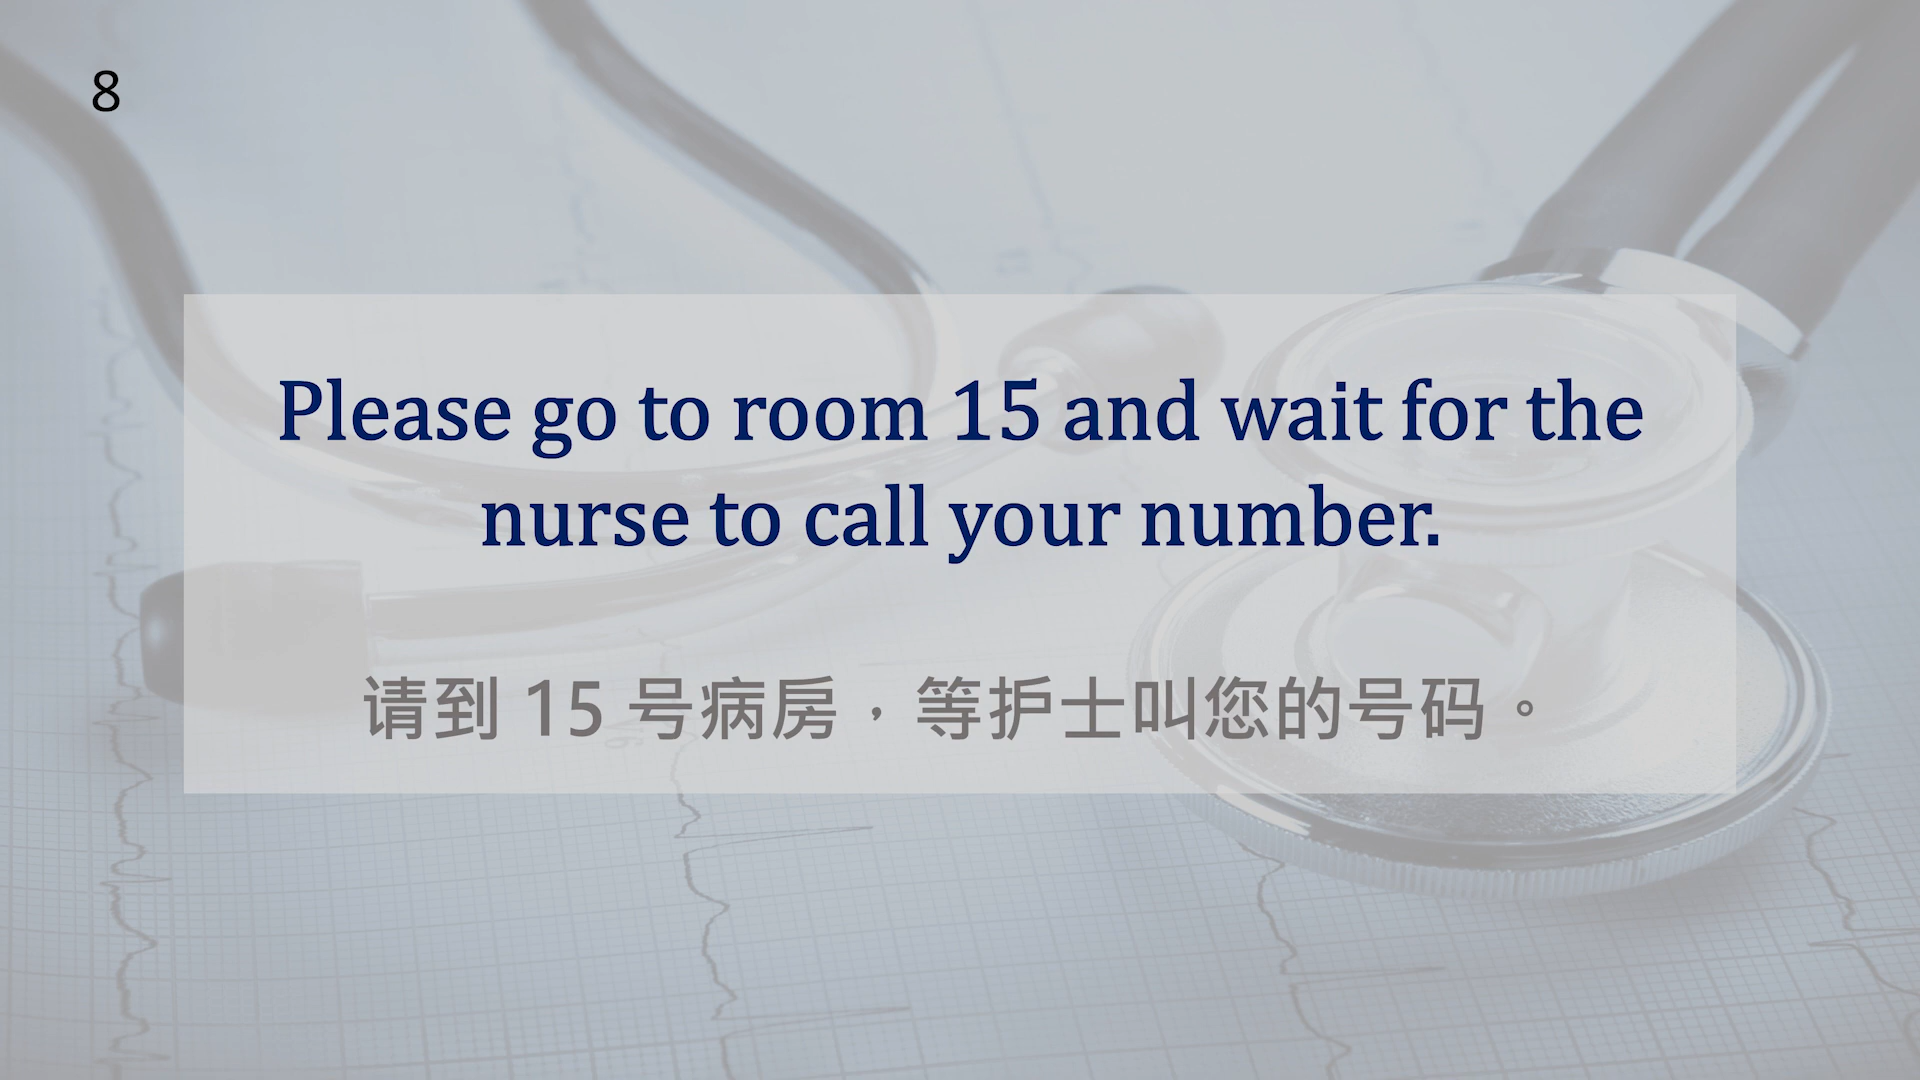 8
Please go to room 15 and wait for the
nurse to call your number.
请到 15 号病房，等护士叫您的号码。